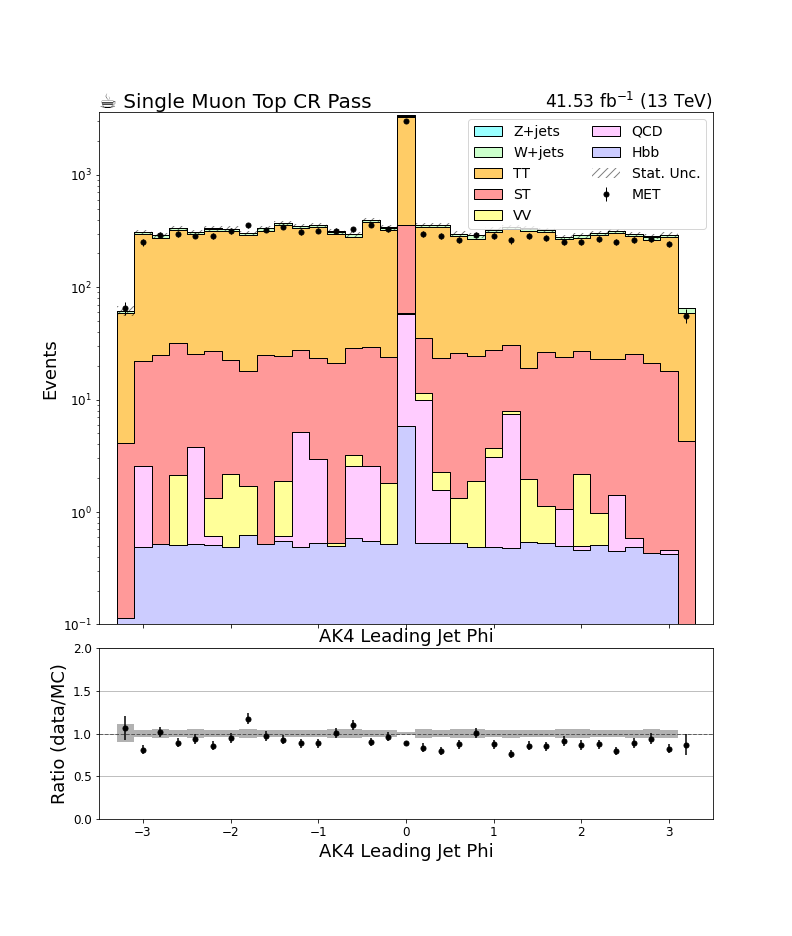 ☕ Single Muon Top CR Pass 41.53 fb⁻¹ (13 TeV)
Z+jets QCD
W+jets Hbb
TT Stat. Unc.
ST MET
VV
Events
10³
10²
10¹
10⁰
10⁻¹
AK4 Leading Jet Phi
Ratio (data/MC)
2.0
1.5
1.0
0.5
0.0
−3 −2 −1 0 1 2 3
AK4 Leading Jet Phi